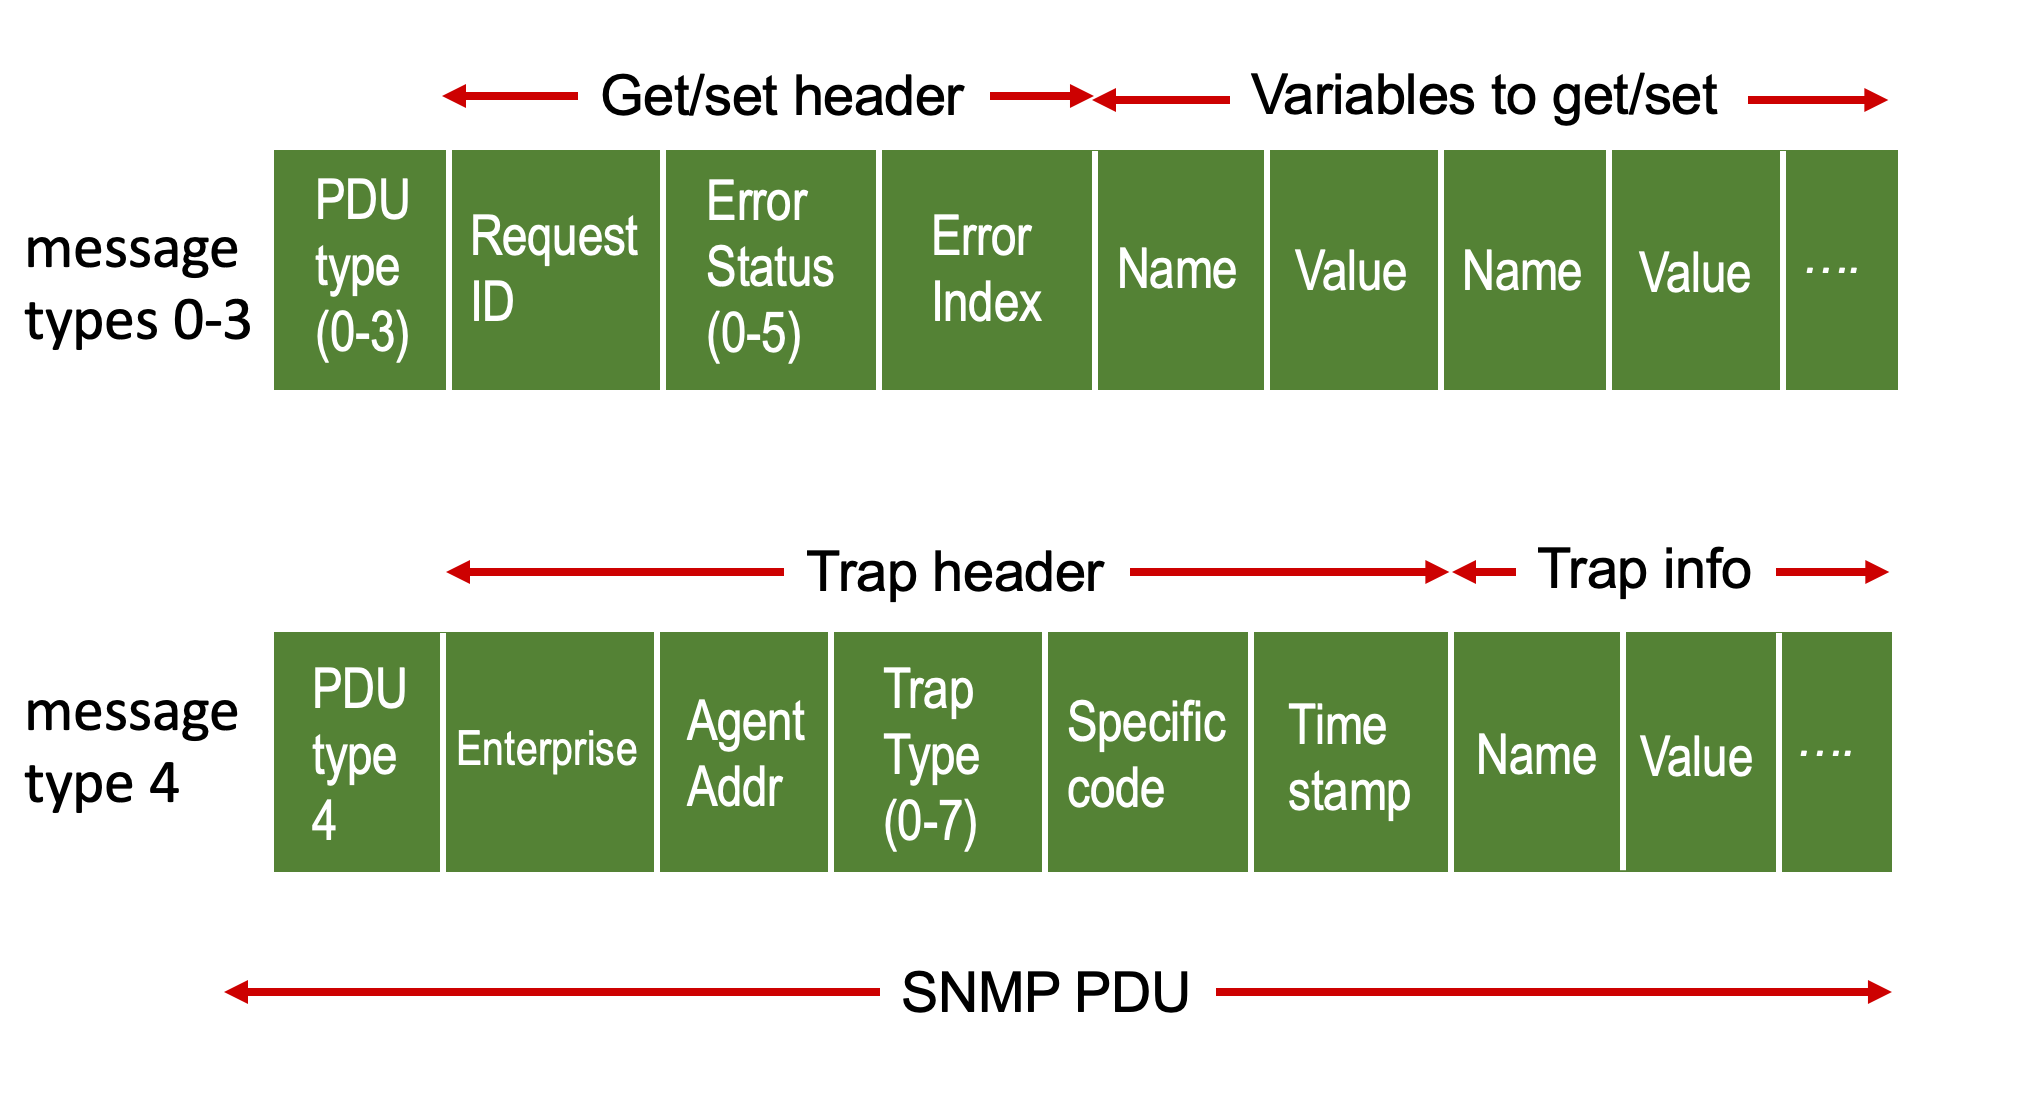 Get/set header
Variables to get/set
message
types 0-3
PDU
type
(0-3)
Request
ID
Error
Status
(0-5)
Error
Index
Name
Value
Name
Value
....
Trap header
Trap info
message
type 4
PDU
type
4
Enterprise
Agent
Addr
Trap
Type
(0-7)
Specific
code
Time
stamp
Name
Value
....
SNMP PDU